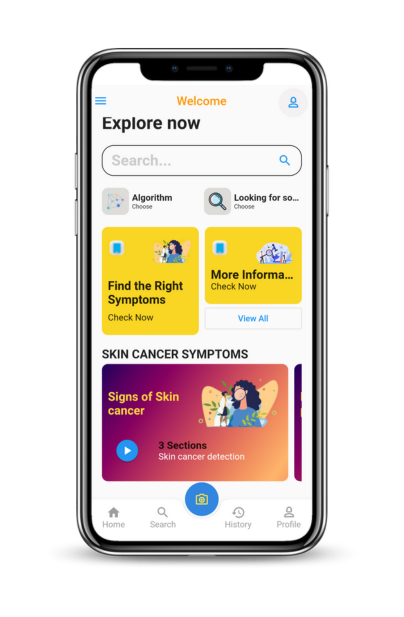 Welcome
Explore now
Search...
Algorithm
Choose
Looking for so...
Choose
Find the Right
Symptoms
Check Now
More Informa...
Check Now
View All
SKIN CANCER SYMPTOMS
Signs of Skin
cancer
3 Sections
Skin cancer detection
Home
Search
History
Profile